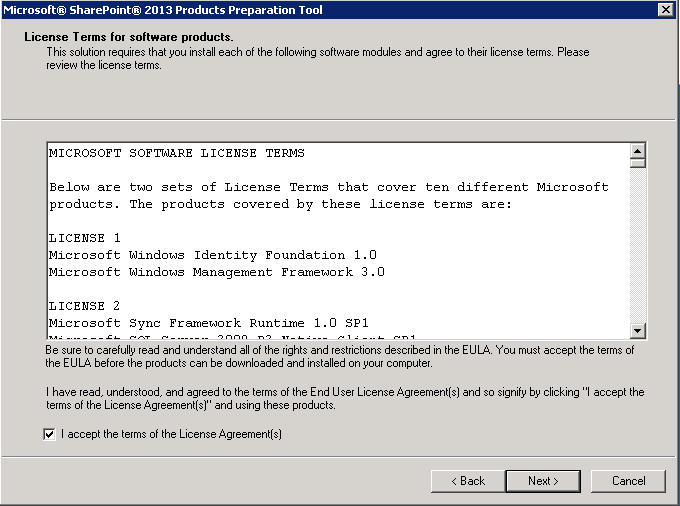 Microsoft® SharePoint® 2013 Products Preparation Tool
License Terms for software products.
This solution requires that you install each of the following software modules and agree to their license terms. Please
review the license terms.
MICROSOFT SOFTWARE LICENSE TERMS
Below are two sets of License Terms that cover ten different Microsoft
products. The products covered by these license terms are:
LICENSE 1
Microsoft Windows Identity Foundation 1.0
Microsoft Windows Management Framework 3.0
LICENSE 2
Microsoft Sync Framework Runtime 1.0 SP1
Microsoft SQL Server 2008 R2 Native Client SP1
Be sure to carefully read and understand all of the rights and restrictions described in the EULA. You must accept the terms of
the EULA before the products can be downloaded and installed on your computer.
I have read, understood, and agreed to the terms of the End User License Agreement(s) and so signify by clicking "I accept the
terms of the License Agreement(s)" and using these products.
I accept the terms of the License Agreement(s)
< Back
Next >
Cancel